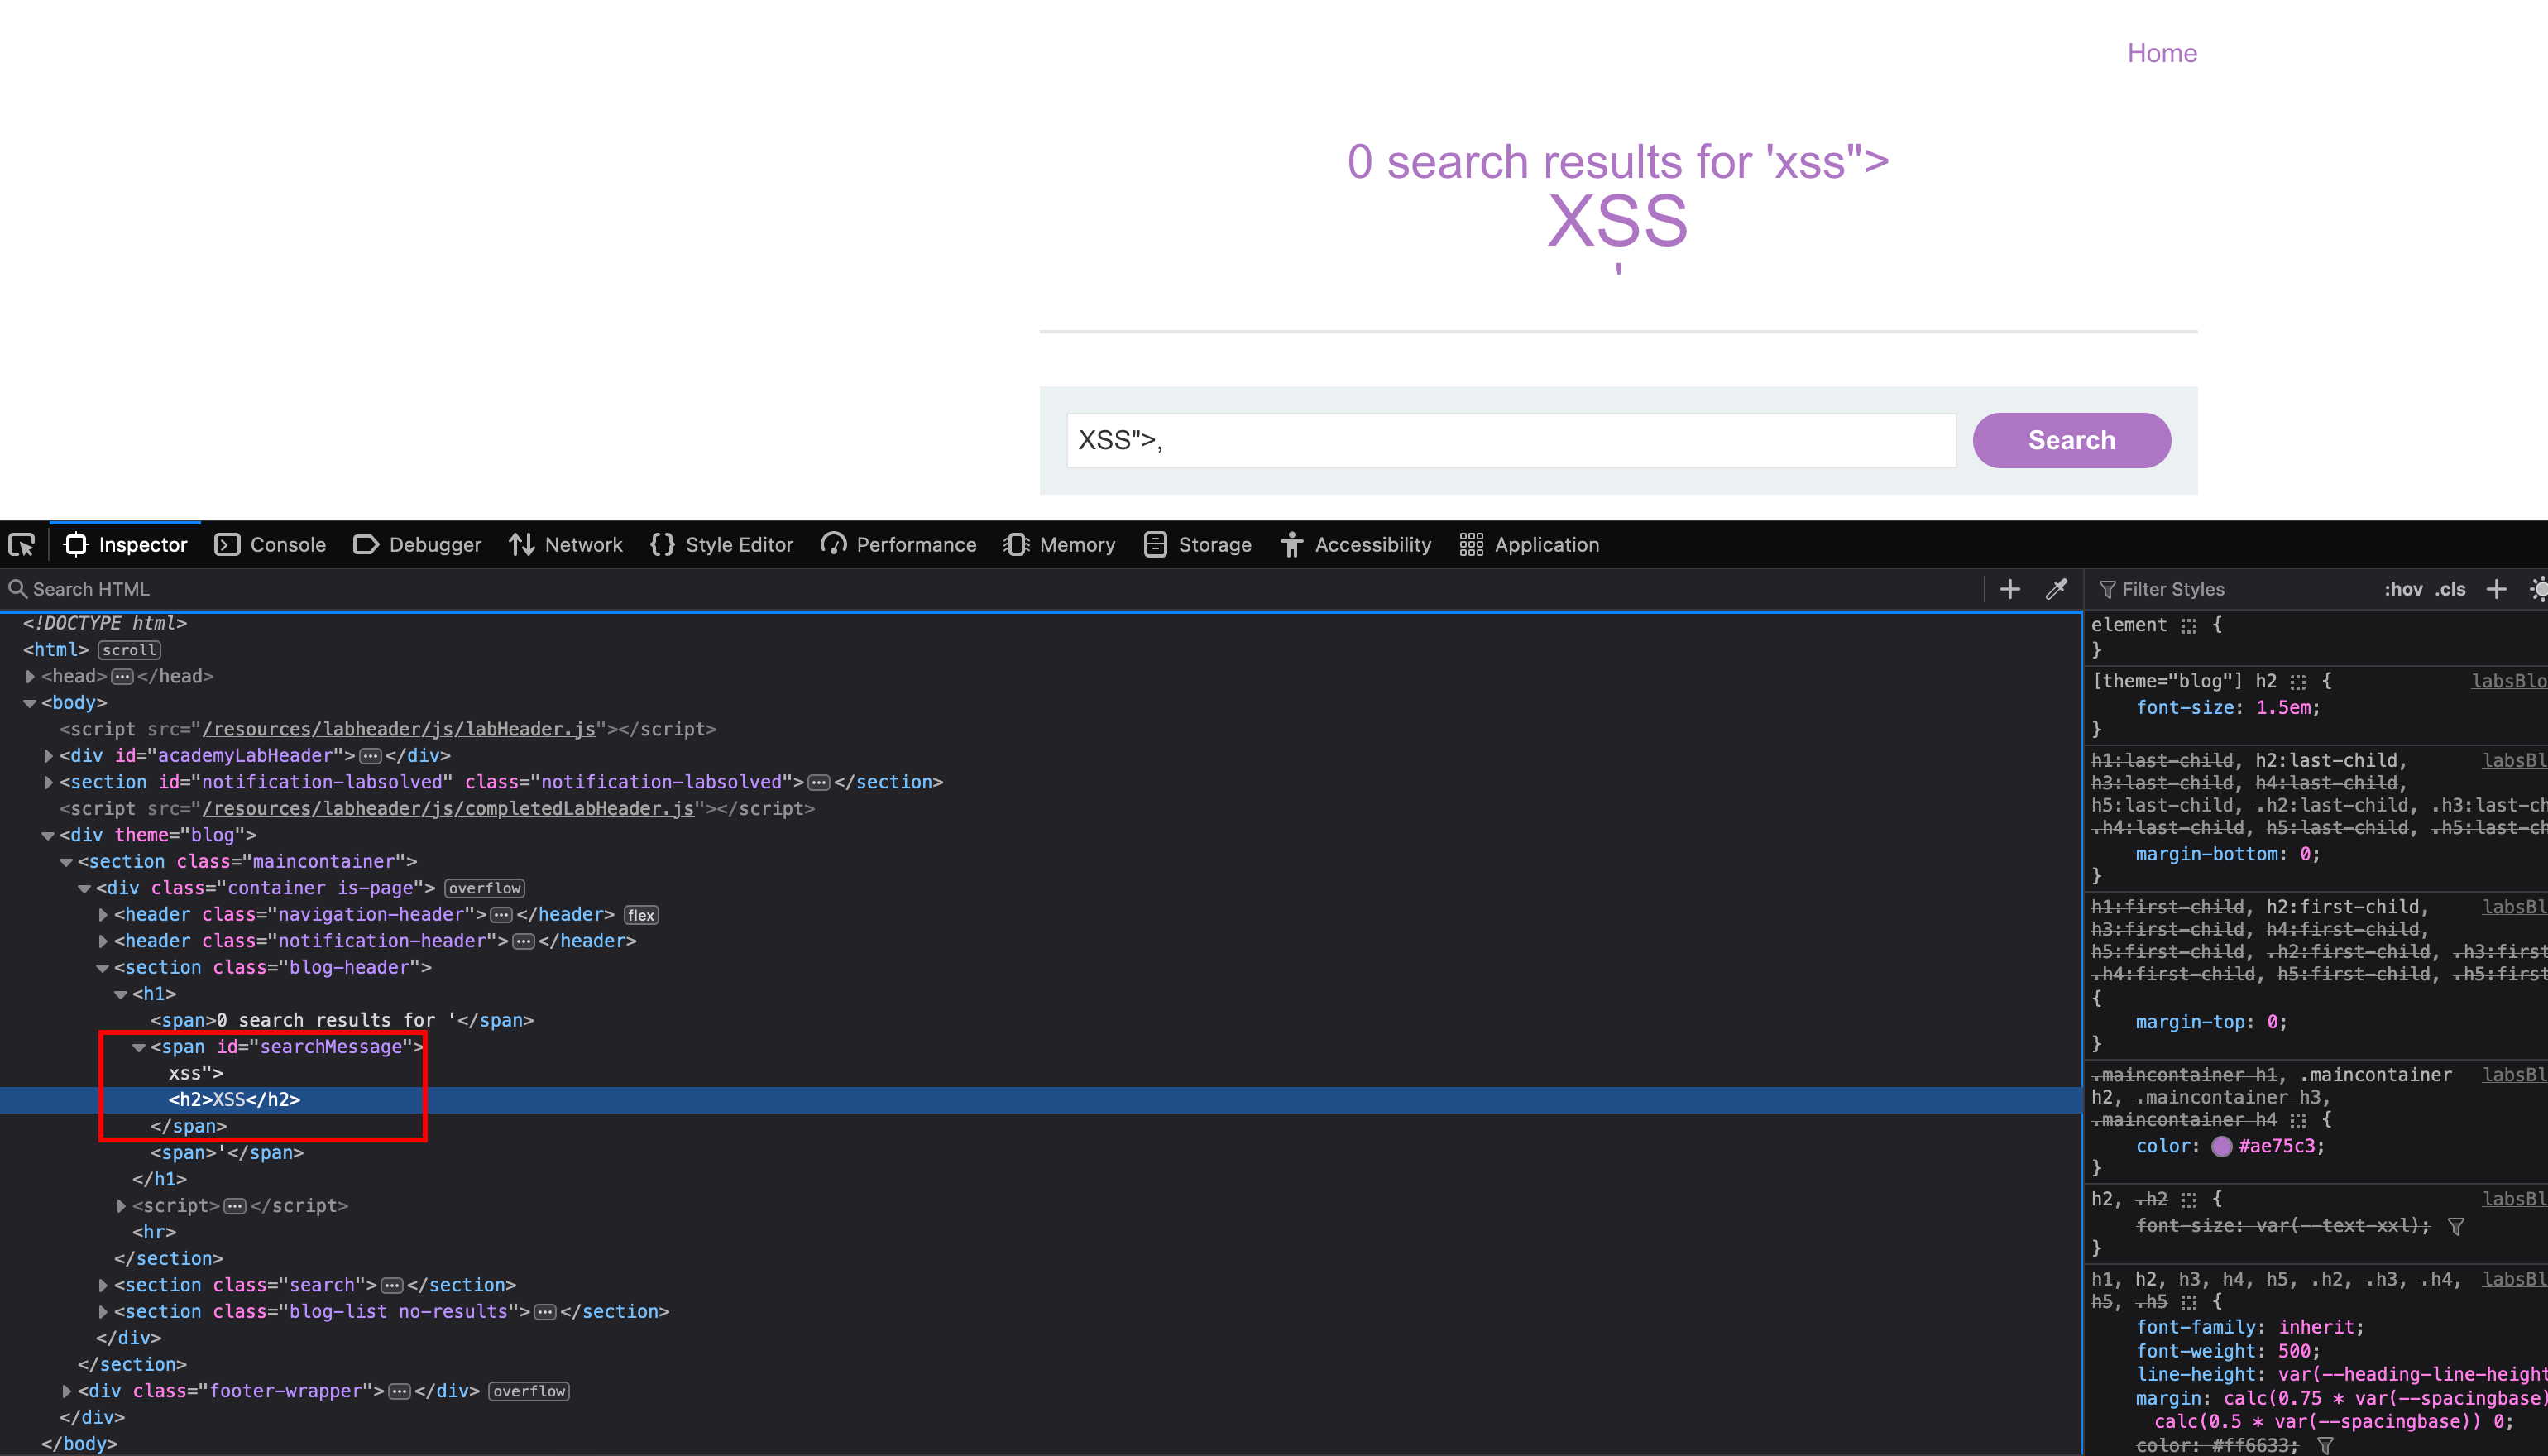 Home
0 search results for 'xss">
XSS
'
XSS">,
Search
Inspector Console Debugger Network Style Editor Performance Memory Storage Accessibility Application
Search HTML
<!DOCTYPE html>
<html> scroll
<head> ··· </head>
<body>
<script src="/resources/labheader/js/labHeader.js"></script>
<div id="academyLabHeader"> ··· </div>
<section id="notification-labsolved" class="notification-labsolved"> ··· </section>
<script src="/resources/labheader/js/completedLabHeader.js"></script>
<div theme="blog">
<section class="maincontainer">
<div class="container is-page"> overflow
<header class="navigation-header"> ··· </header> flex
<header class="notification-header"> ··· </header>
<section class="blog-header">
<h1>
<span>0 search results for '</span>
<span id="searchMessage">
xss">
<h2>XSS</h2>
</span>
<span>'</span>
</h1>
<script> ··· </script>
<hr>
</section>
<section class="search"> ··· </section>
<section class="blog-list no-results"> ··· </section>
</div>
</section>
<div class="footer-wrapper"> ··· </div> overflow
</div>
</body>
Filter Styles :hov .cls
element {
}
[theme="blog"] h2 { labsBlo
font-size: 1.5em;
}
h1:last-child, h2:last-child, labsBl
h3:last-child, h4:last-child,
h5:last-child, .h2:last-child, .h3:last-ch
.h4:last-child, h5:last-child, .h5:last-ch
margin-bottom: 0;
}
h1:first-child, h2:first-child, labsBl
h3:first-child, h4:first-child,
h5:first-child, .h2:first-child, .h3:first
.h4:first-child, h5:first-child, .h5:first
{
margin-top: 0;
}
.maincontainer h1, .maincontainer labsBl
h2, .maincontainer h3,
.maincontainer h4 {
color: #ae75c3;
}
h2, .h2 { labsBl
font-size: var(--text-xxl);
}
h1, h2, h3, h4, h5, .h2, .h3, .h4, labsBl
h5, .h5 {
font-family: inherit;
font-weight: 500;
line-height: var(--heading-line-height
margin: calc(0.75 * var(--spacingbase)
calc(0.5 * var(--spacingbase)) 0;
color: #ff6633;